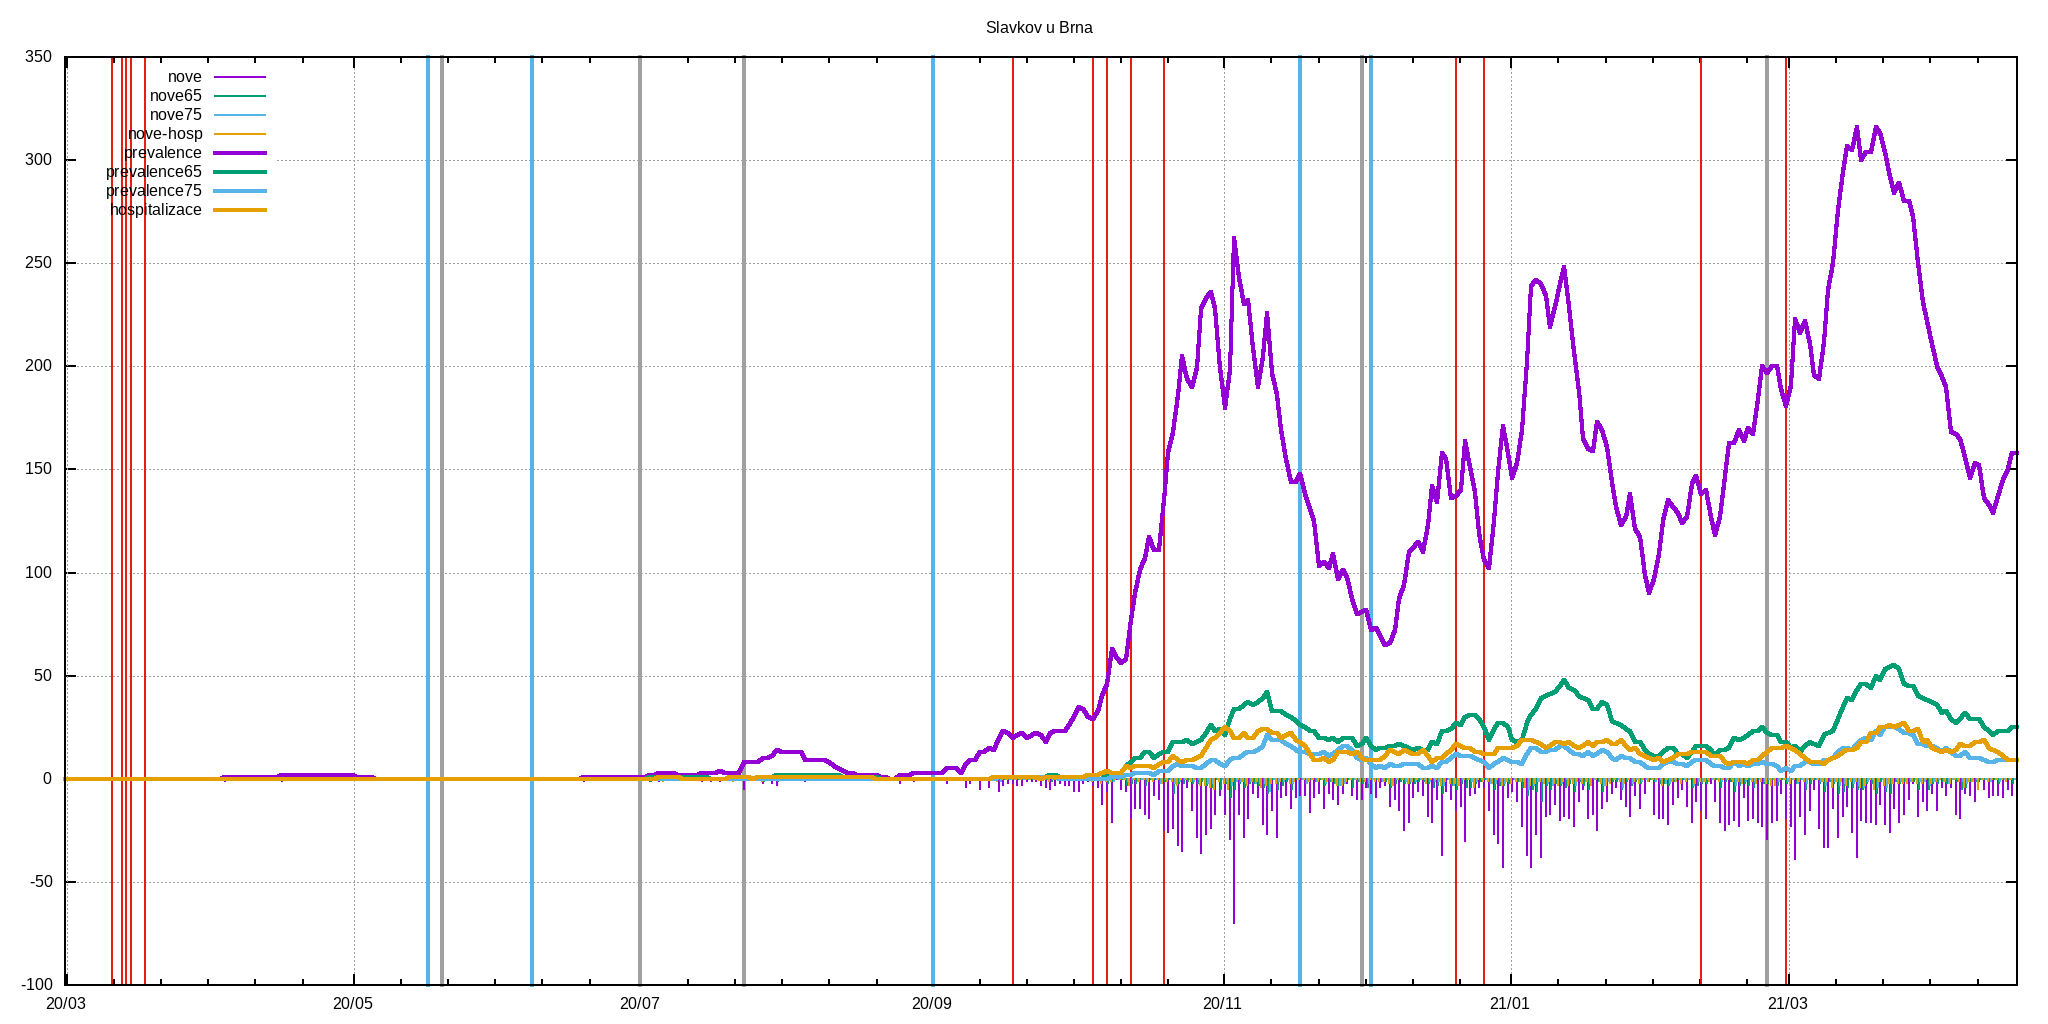 Slavkov u Brna
350
300
250
200
150
100
50
0
-50
-100
nove
nove65
nove75
nove-hosp
prevalence
prevalence65
prevalence75
hospitalizace
20/03
20/05
20/07
20/09
20/11
21/01
21/03